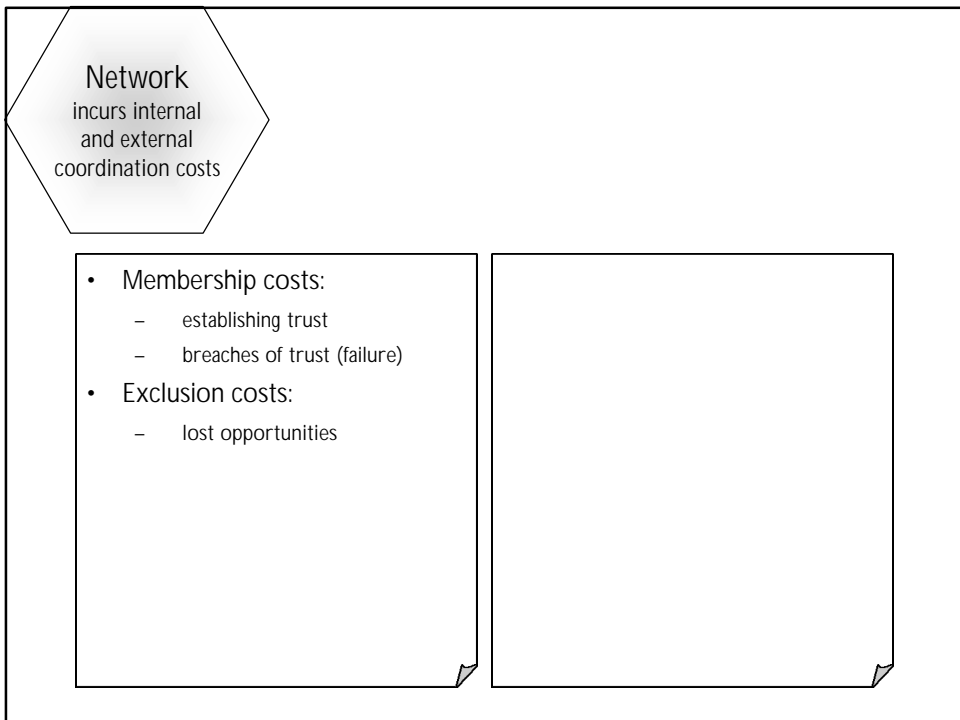 Network
incurs internal
and external
coordination costs
• Membership costs:
– establishing trust
– breaches of trust (failure)
• Exclusion costs:
– lost opportunities